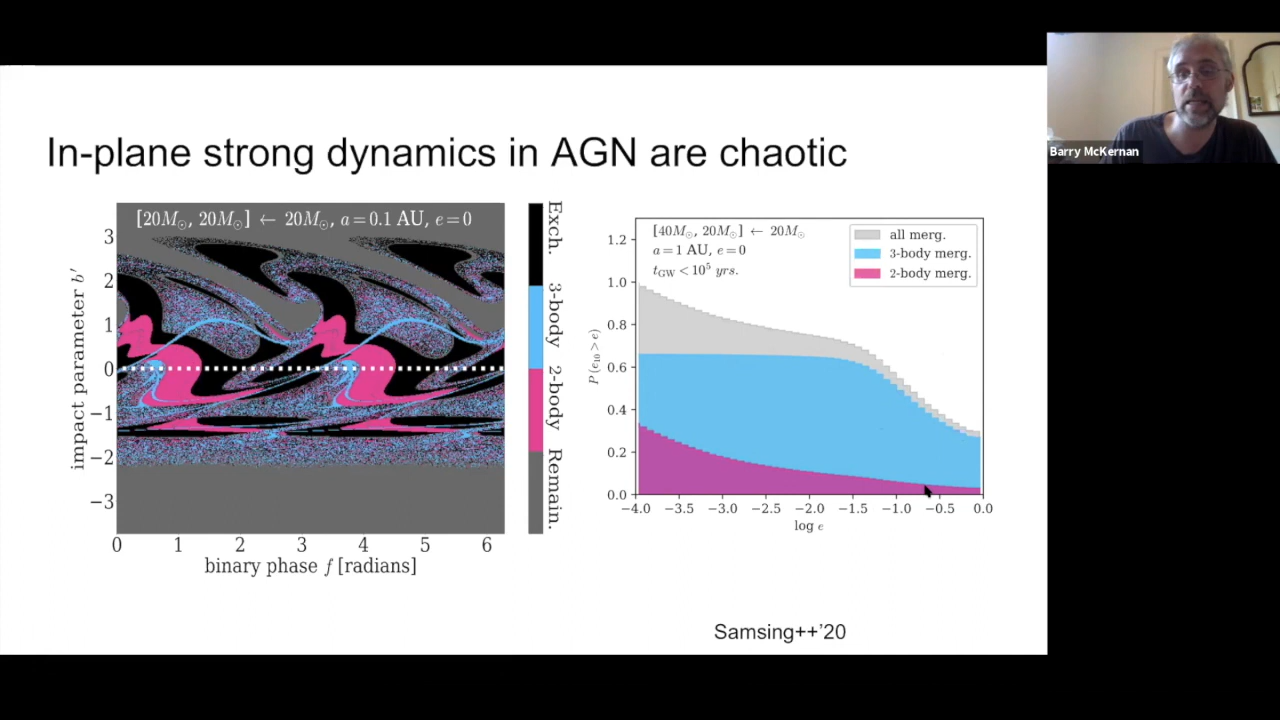 In-plane strong dynamics in AGN are chaotic
[20M⊙, 20M⊙] ← 20M⊙, a = 0.1 AU, e = 0
impact parameter b′
3
2
1
0
−1
−2
−3
0 1 2 3 4 5 6
binary phase f [radians]
Exch.
3-body
2-body
Remain.
[40M⊙, 20M⊙] ← 20M⊙
a = 1 AU, e = 0
tGW < 10⁵ yrs.
all merg.
3-body merg.
2-body merg.
P (e₁₀ > e)
1.2
1.0
0.8
0.6
0.4
0.2
0.0
−4.0 −3.5 −3.0 −2.5 −2.0 −1.5 −1.0 −0.5 0.0
log e
Samsing++'20
Barry McKernan